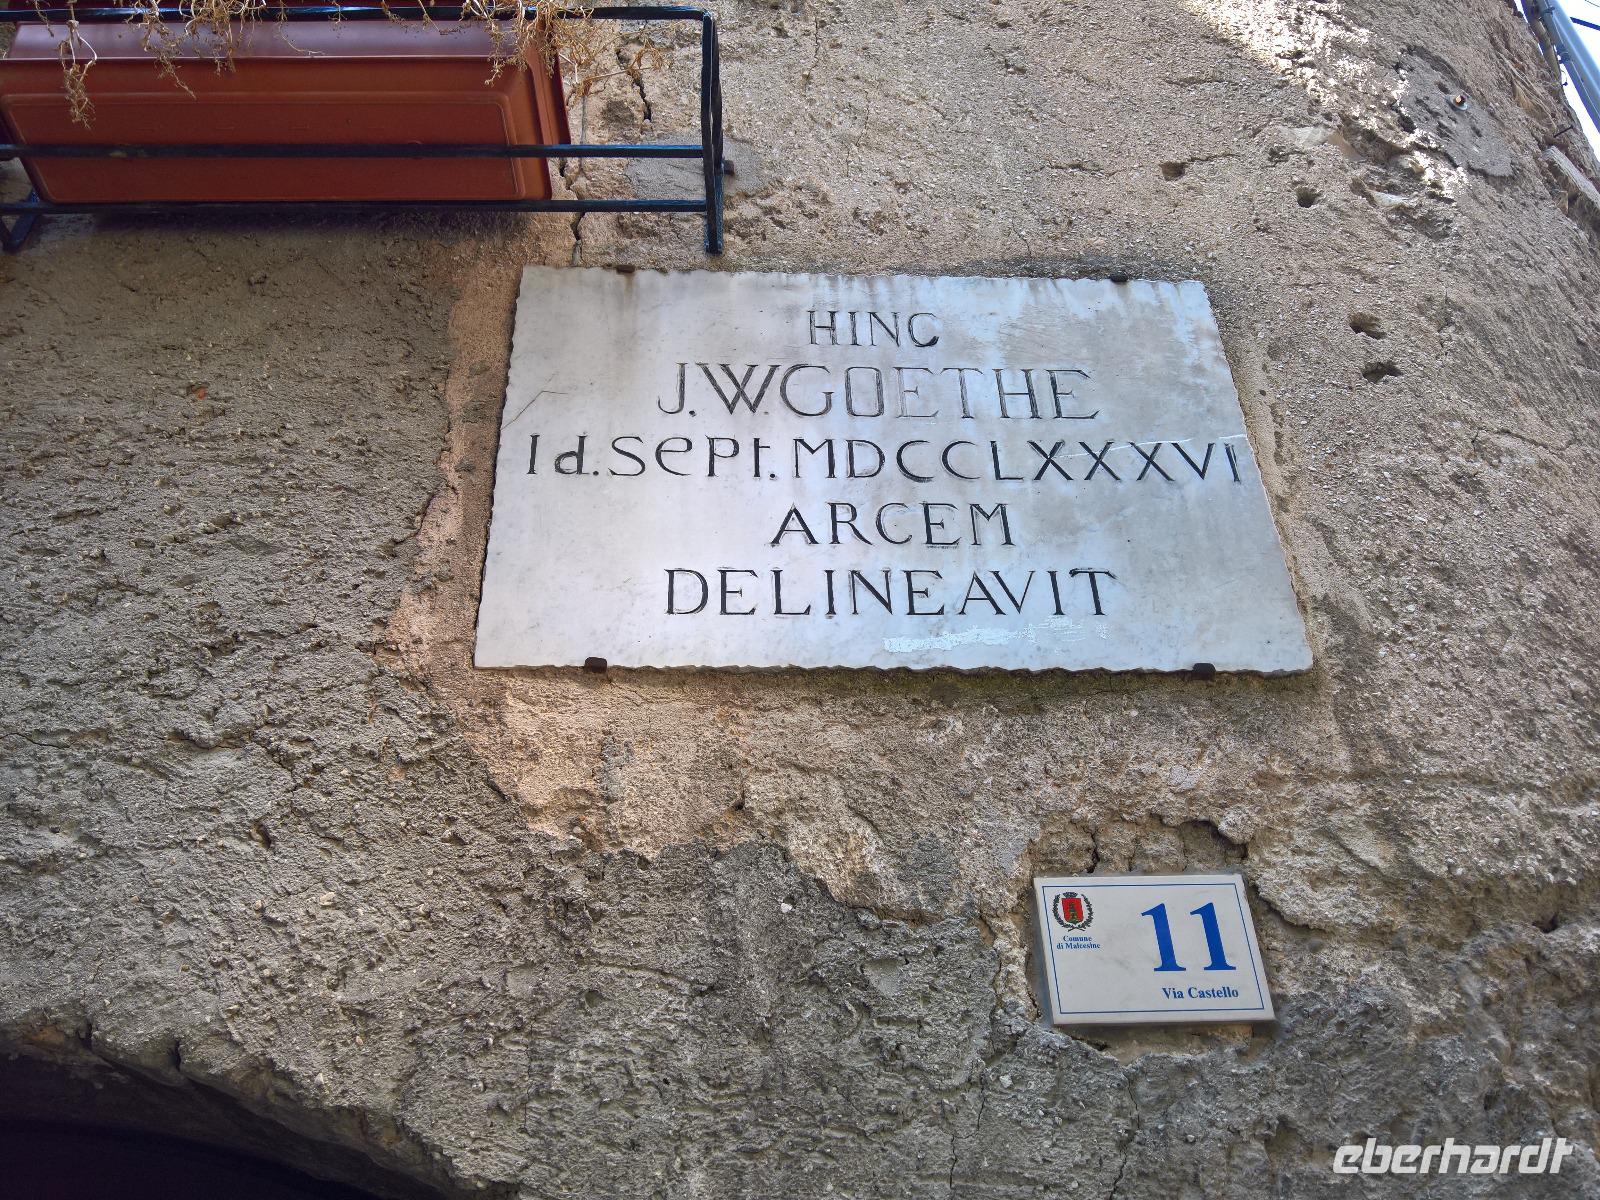 HINC
J.W.GOETHE
Id.SePt.MDCCLXXXVI
ARCEM
DELINEAVIT
Comune
di Malcesine
11
Via Castello
eberhardt